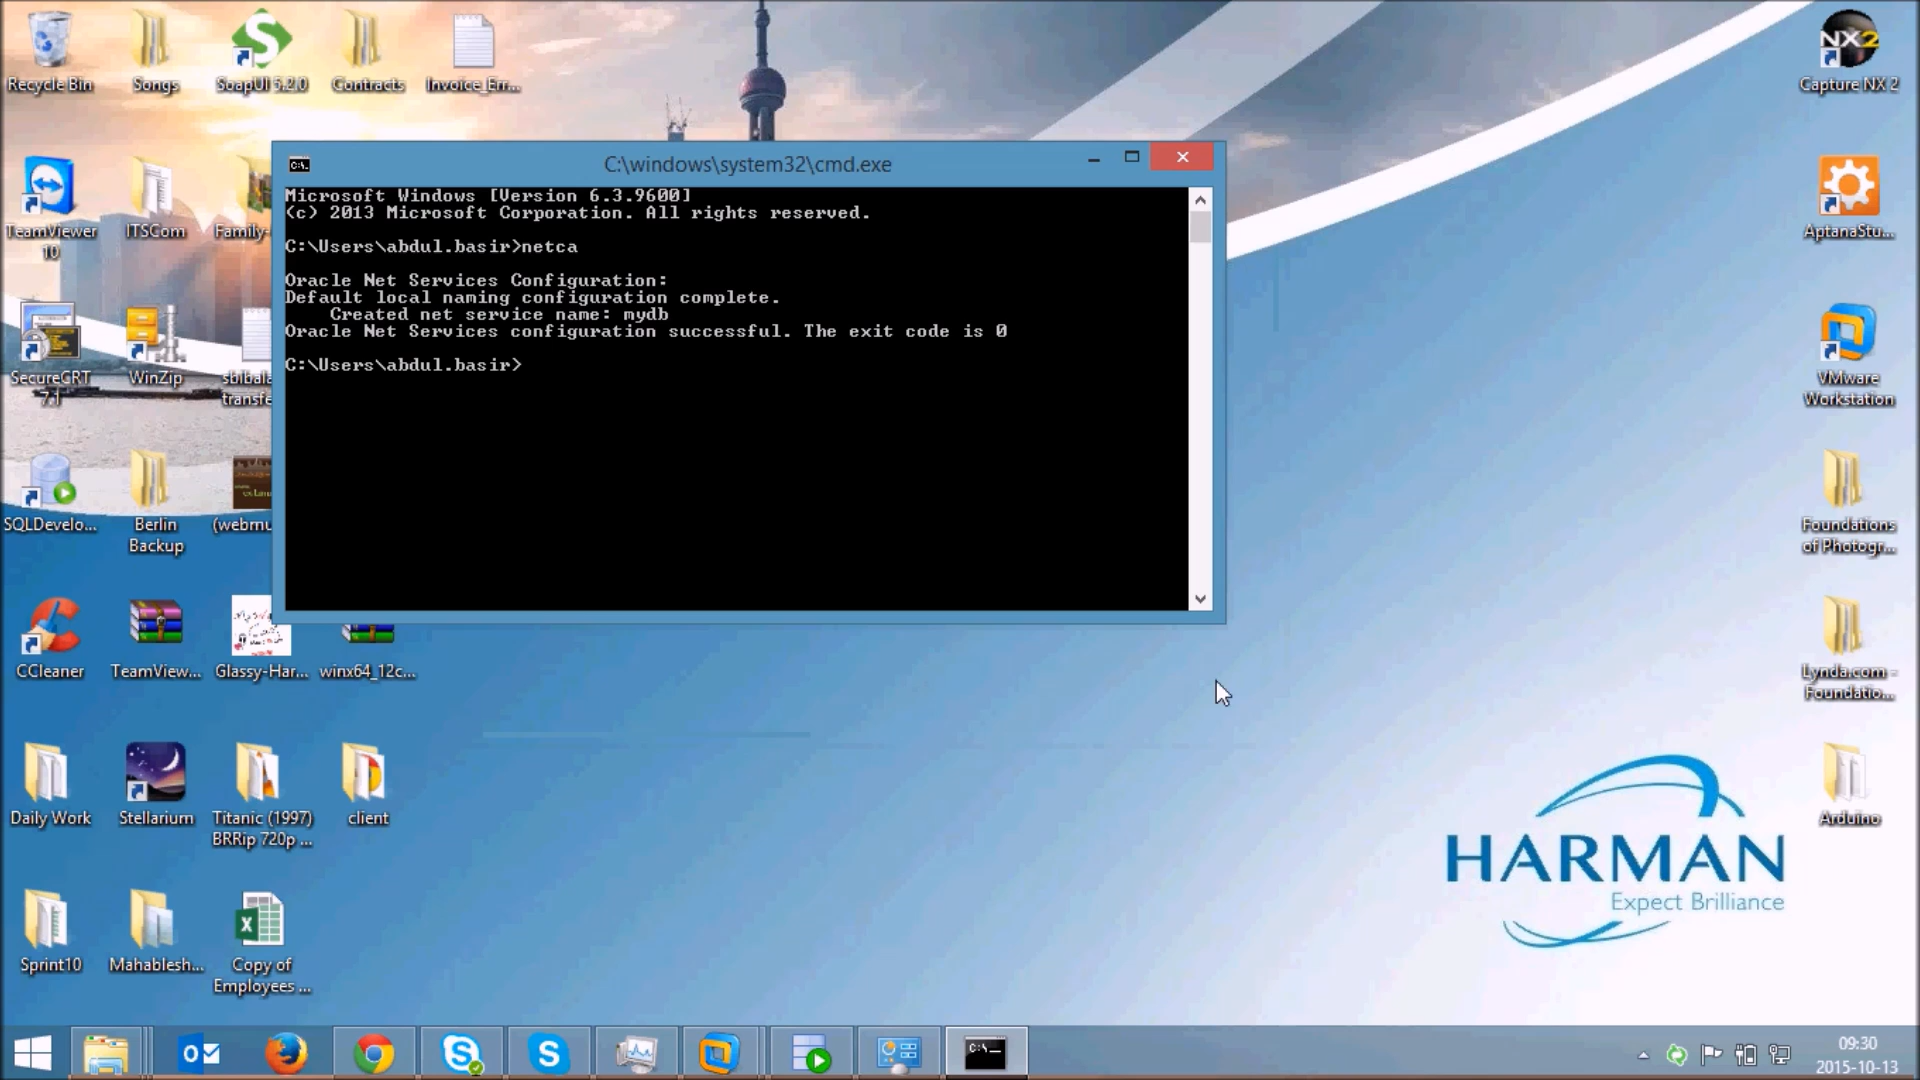 Recycle Bin
Songs
SoapUI 5.2.0
Contracts
Invoice_Err...
NX2
Capture NX 2
C:\windows\system32\cmd.exe
Microsoft Windows [Version 6.3.9600]
(c) 2013 Microsoft Corporation. All rights reserved.
C:\Users\abdul.basir>netca
Oracle Net Services Configuration:
Default local naming configuration complete.
Created net service name: mydb
Oracle Net Services configuration successful. The exit code is 0
C:\Users\abdul.basir>
TeamViewer
10
ITSCom
Family-
AptanaStu...
SecureCRT
7.1
WinZip
sbibala
transfe
VMware
Workstation
SQLDevelo...
Berlin
Backup
(webmu
Foundations
of Photogr...
CCleaner
TeamView...
Glassy-Har...
winx64_12c...
Lynda.com -
Foundatio...
Daily Work
Stellarium
Titanic (1997)
BRRip 720p ...
client
Arduino
HARMAN
Expect Brilliance
Sprint10
Mahablesh...
Copy of
Employees ...
09:30
2015-10-13